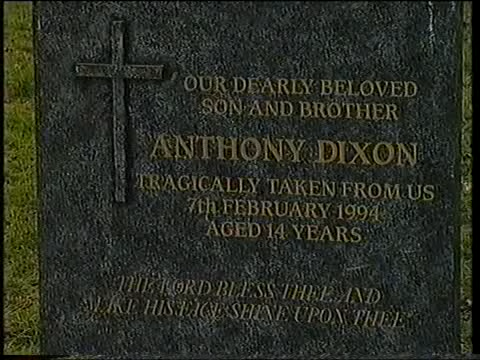 OUR DEARLY BELOVED
SON AND BROTHER
ANTHONY DIXON
TRAGICALLY TAKEN FROM US
7th FEBRUARY 1994
AGED 14 YEARS
"THE LORD BLESS THEE AND
MAKE HIS FACE SHINE UPON THEE"